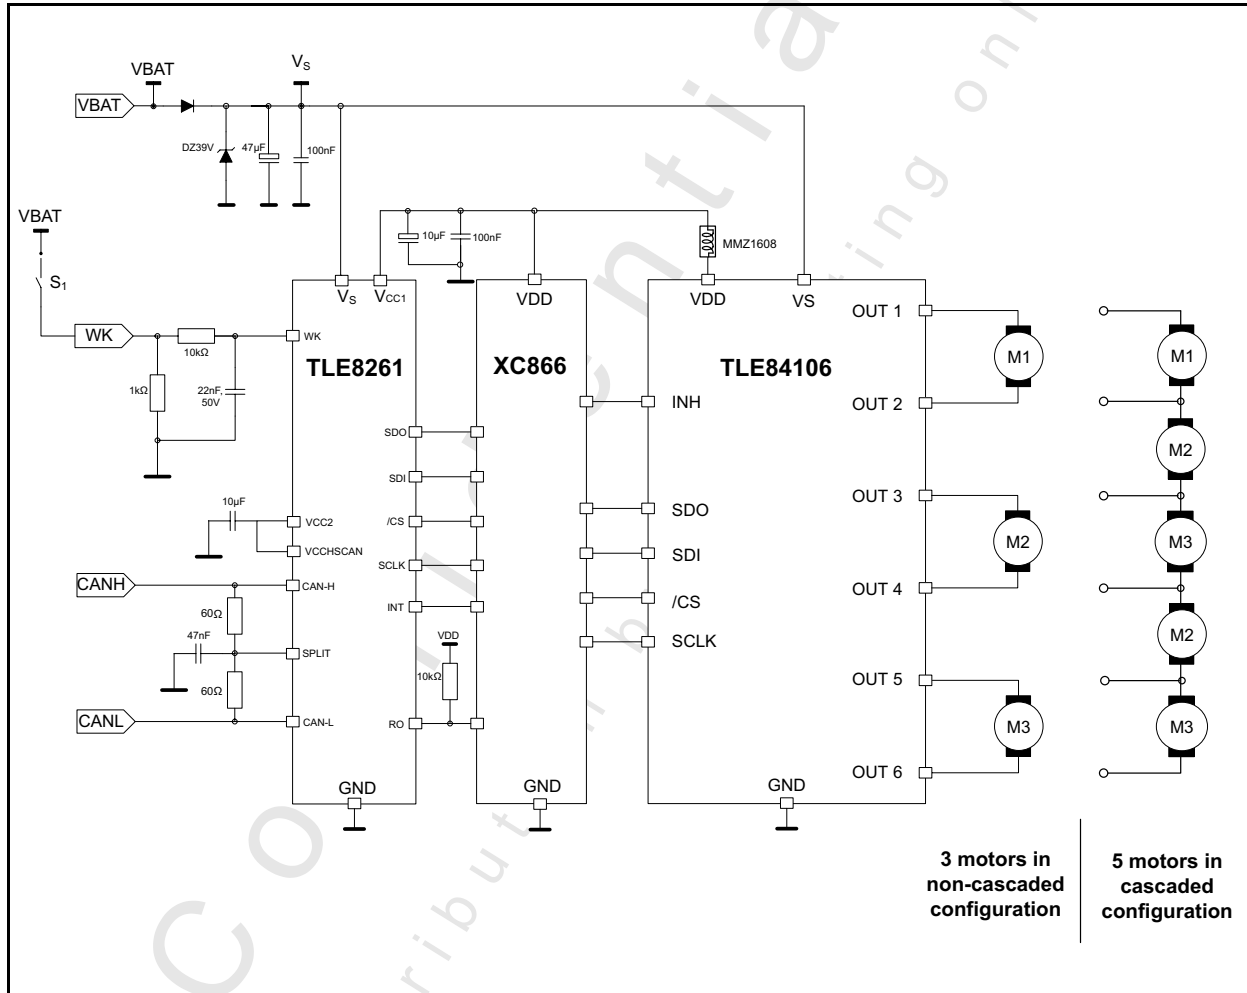 VBAT
VS
VBAT
DZ39V
47µF
100nF
VBAT
S1
10µF
100nF
MMZ1608
VS
VCC1
VDD
VDD
VS
WK
10kΩ
WK
1kΩ
22nF,
50V
TLE8261
XC866
TLE84106
OUT 1
OUT 2
OUT 3
OUT 4
OUT 5
OUT 6
INH
SDO
SDI
/CS
SCLK
SDO
SDI
/CS
SCLK
INT
RO
10µF
VCC2
VCCHSCAN
CANH
CAN-H
60Ω
47nF
SPLIT
60Ω
CANL
CAN-L
VDD
10kΩ
GND
GND
GND
M1
M2
M3
M1
M2
M3
M2
M3
3 motors in
non-cascaded
configuration
5 motors in
cascaded
configuration